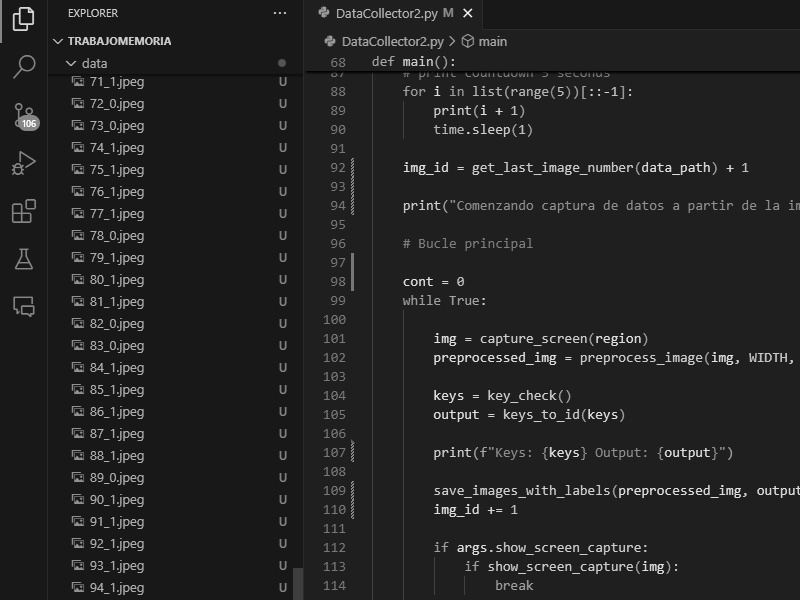 EXPLORER ...
TRABAJOMEMORIA
data
71_1.jpeg U
72_0.jpeg U
73_0.jpeg U
74_1.jpeg U
75_1.jpeg U
76_1.jpeg U
77_1.jpeg U
78_0.jpeg U
79_1.jpeg U
80_1.jpeg U
81_1.jpeg U
82_0.jpeg U
83_0.jpeg U
84_1.jpeg U
85_1.jpeg U
86_1.jpeg U
87_1.jpeg U
88_1.jpeg U
89_0.jpeg U
90_1.jpeg U
91_1.jpeg U
92_1.jpeg U
93_1.jpeg U
94_1.jpeg U
106
DataCollector2.py M
DataCollector2.py > main
68 def main():
87 # print countdown 5 seconds
88 for i in list(range(5))[::-1]:
89 print(i + 1)
90 time.sleep(1)
91
92 img_id = get_last_image_number(data_path) + 1
93
94 print("Comenzando captura de datos a partir de la im
95
96 # Bucle principal
97
98 cont = 0
99 while True:
100
101 img = capture_screen(region)
102 preprocessed_img = preprocess_image(img, WIDTH,
103
104 keys = key_check()
105 output = keys_to_id(keys)
106
107 print(f"Keys: {keys} Output: {output}")
108
109 save_images_with_labels(preprocessed_img, output
110 img_id += 1
111
112 if args.show_screen_capture:
113 if show_screen_capture(img):
114 break